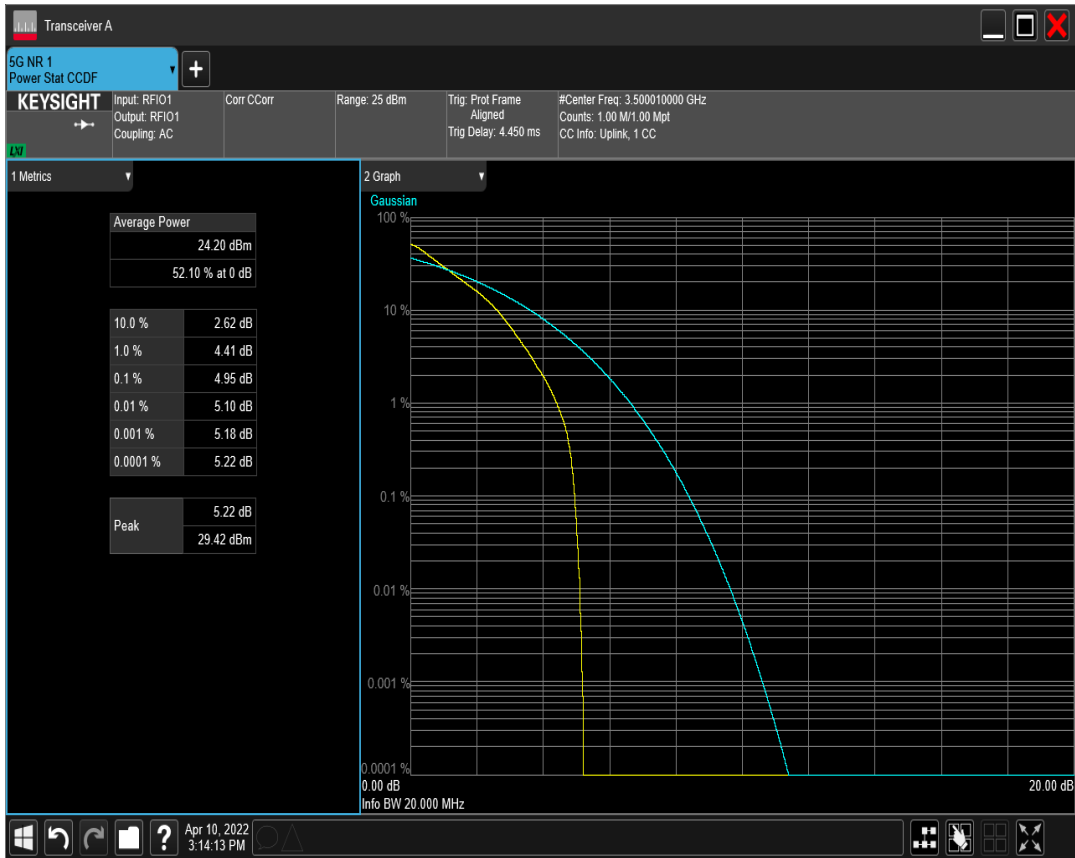 Transceiver A
5G NR 1
Power Stat CCDF
+
KEYSIGHT
LXI
Input: RFIO1
Output: RFIO1
Coupling: AC
Corr CCorr
Range: 25 dBm
Trig: Prot Frame
Aligned
Trig Delay: 4.450 ms
#Center Freq: 3.500010000 GHz
Counts: 1.00 M/1.00 Mpt
CC Info: Uplink, 1 CC
1 Metrics
Average Power
24.20 dBm
52.10 % at 0 dB
10.0 % 2.62 dB
1.0 % 4.41 dB
0.1 % 4.95 dB
0.01 % 5.10 dB
0.001 % 5.18 dB
0.0001 % 5.22 dB
Peak
5.22 dB
29.42 dBm
2 Graph
Gaussian
100 %
10 %
1 %
0.1 %
0.01 %
0.001 %
0.0001 %
0.00 dB 20.00 dB
Info BW 20.000 MHz
?
Apr 10, 2022
3:14:13 PM